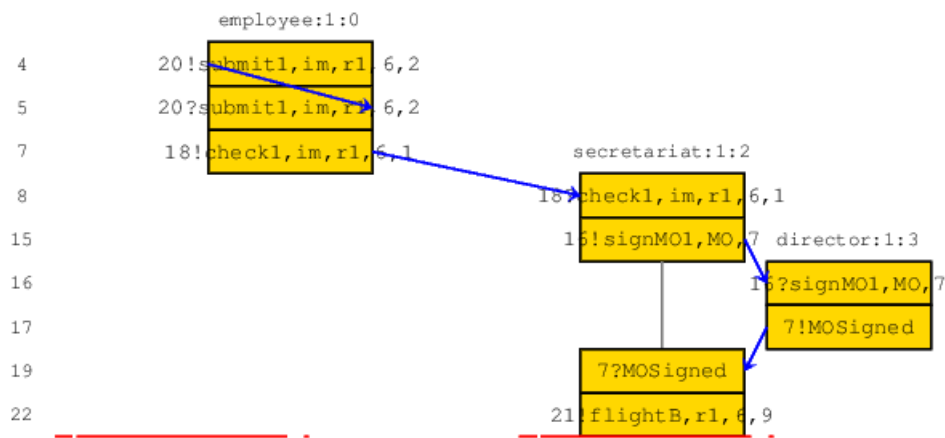 employee:1:0
4 20!submit1,im,r1,6,2
5 20?submit1,im,r1,6,2
7 18!check1,im,r1,6,1 secretariat:1:2
8 18?check1,im,r1,6,1
15 16!signMO1,MO,7 director:1:3
16 16?signMO1,MO,7
17 7!MOSigned
19 7?MOSigned
22 21!flightB,r1,6,9